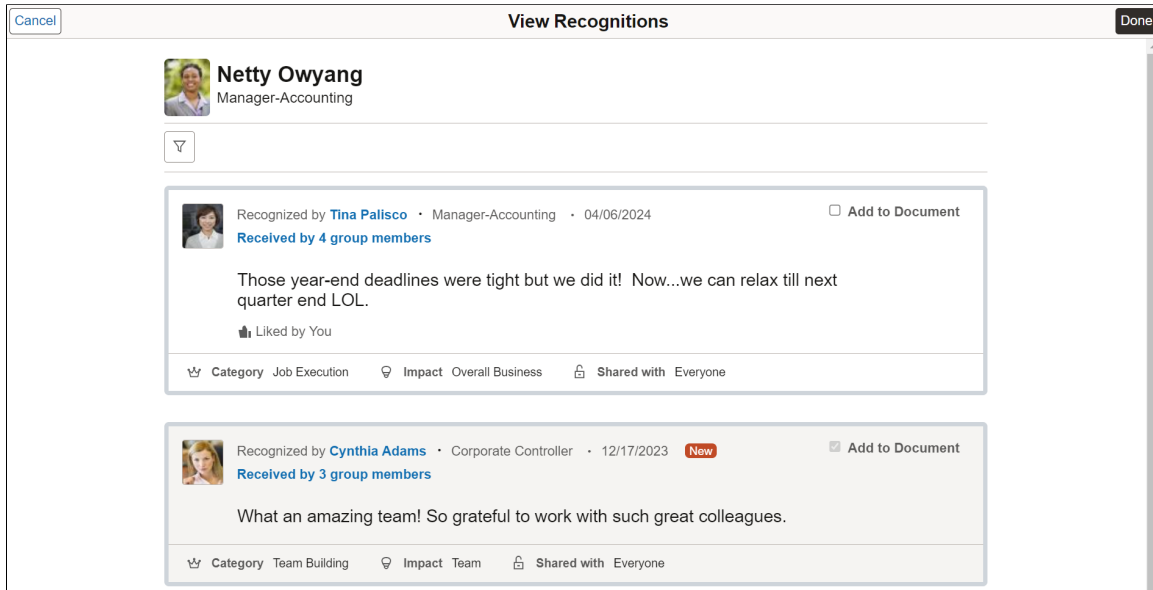 Cancel
View Recognitions
Done
Netty Owyang
Manager-Accounting
Recognized by Tina Palisco • Manager-Accounting • 04/06/2024
Add to Document
Received by 4 group members
Those year-end deadlines were tight but we did it!  Now...we can relax till next
quarter end LOL.
Liked by You
Category Job Execution Impact Overall Business Shared with Everyone
Recognized by Cynthia Adams • Corporate Controller • 12/17/2023 New
Add to Document
Received by 3 group members
What an amazing team! So grateful to work with such great colleagues.
Category Team Building Impact Team Shared with Everyone